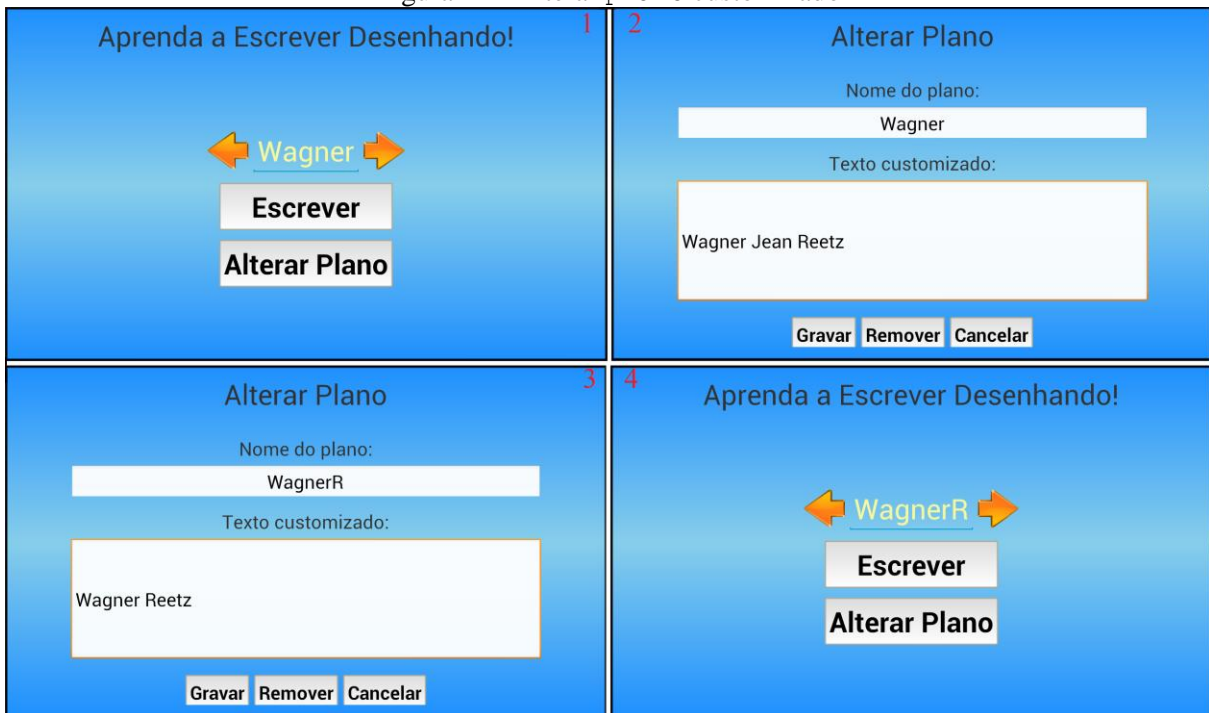 Aprenda a Escrever Desenhando!
1
Wagner
Escrever
Alterar Plano
2
Alterar Plano
Nome do plano:
Wagner
Texto customizado:
Wagner Jean Reetz
Gravar Remover Cancelar
Alterar Plano
3
Nome do plano:
WagnerR
Texto customizado:
Wagner Reetz
Gravar Remover Cancelar
4
Aprenda a Escrever Desenhando!
WagnerR
Escrever
Alterar Plano